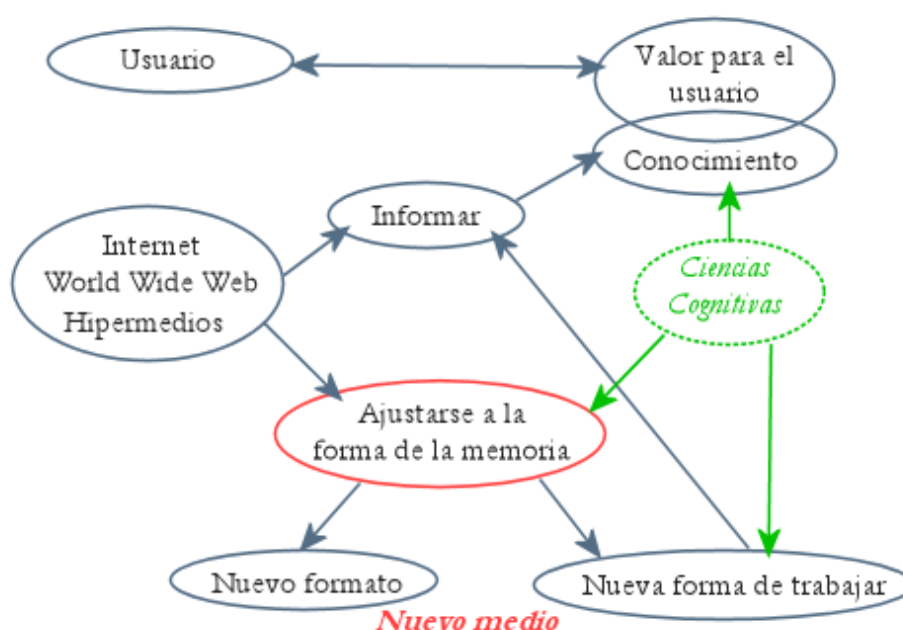 Usuario
Valor para el
usuario
Conocimiento
Informar
Internet
World Wide Web
Hipermedios
Ciencias
Cognitivas
Ajustarse a la
forma de la memoria
Nuevo formato
Nueva forma de trabajar
Nuevo medio